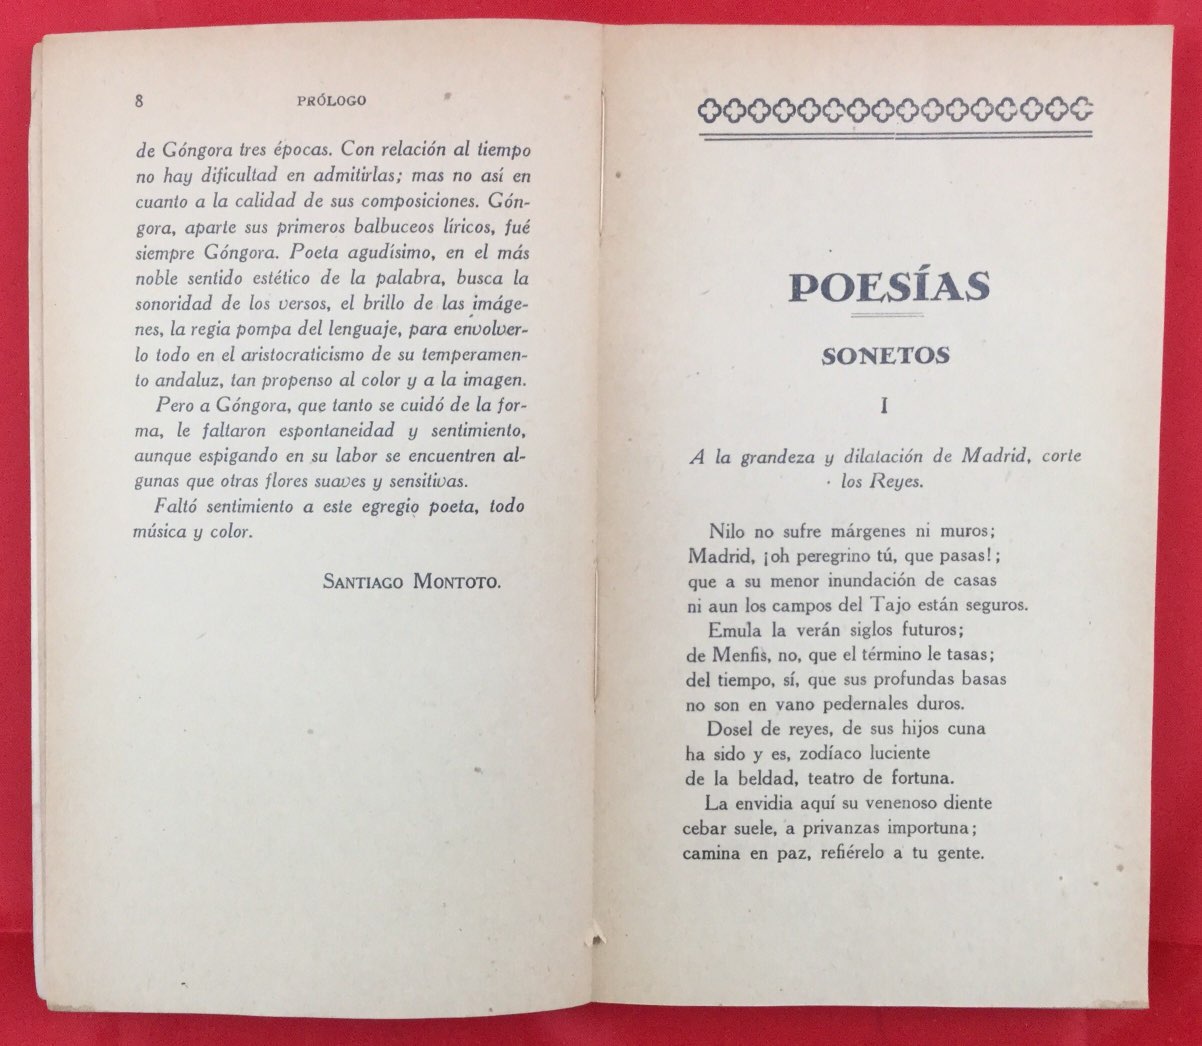 8 PRÓLOGO
de Góngora tres épocas. Con relación al tiempo
no hay dificultad en admitirlas; mas no así en
cuanto a la calidad de sus composiciones. Gón-
gora, aparte sus primeros balbuceos líricos, fué
siempre Góngora. Poeta agudísimo, en el más
noble sentido estético de la palabra, busca la
sonoridad de los versos, el brillo de las imáge-
nes, la regia pompa del lenguaje, para envolver-
lo todo en el aristocraticismo de su temperamen-
to andaluz, tan propenso al color y a la imagen.
Pero a Góngora, que tanto se cuidó de la for-
ma, le faltaron espontaneidad y sentimiento,
aunque espigando en su labor se encuentren al-
gunas que otras flores suaves y sensitivas.
Faltó sentimiento a este egregio poeta, todo
música y color.
SANTIAGO MONTOTO.
POESÍAS
SONETOS
I
A la grandeza y dilatación de Madrid, corte
los Reyes.
Nilo no sufre márgenes ni muros;
Madrid, ¡oh peregrino tú, que pasas!;
que a su menor inundación de casas
ni aun los campos del Tajo están seguros.
Emula la verán siglos futuros;
de Menfis, no, que el término le tasas;
del tiempo, sí, que sus profundas basas
no son en vano pedernales duros.
Dosel de reyes, de sus hijos cuna
ha sido y es, zodíaco luciente
de la beldad, teatro de fortuna.
La envidia aquí su venenoso diente
cebar suele, a privanzas importuna;
camina en paz, refiérelo a tu gente.